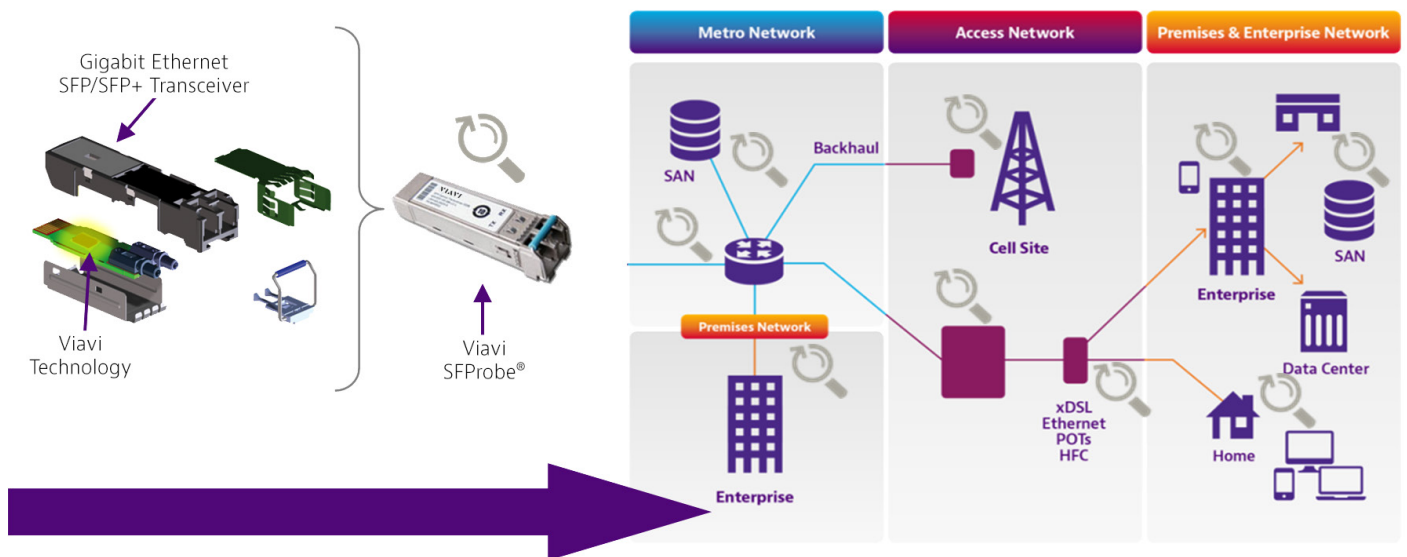 Gigabit Ethernet
SFP/SFP+ Transceiver
Viavi
Technology
VIAVI
Viavi
SFProbe®
Metro Network
Access Network
Premises & Enterprise Network
SAN
Backhaul
Cell Site
Premises Network
Enterprise
xDSL
Ethernet
POTs
HFC
Enterprise
SAN
Data Center
Home